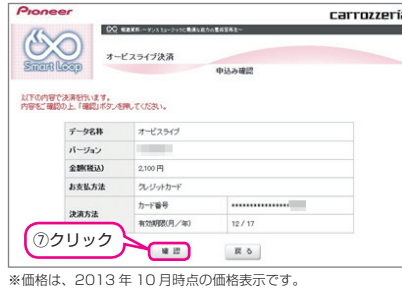 Pioneer
carrozzeria
Smart Loop
オービスライブ決済
申込み確認
以下の内容で決済を行います。
内容をご確認の上、「確認」ボタンを押してください。
データ名称 オービスライブ
バージョン
金額(税込) 2,100 円
お支払方法 クレジットカード
決済方法 カード番号 ****************
有効期限(月／年) 12 / 17
⑦クリック
確 認 戻 る
※価格は、2013 年 10 月時点の価格表示です。